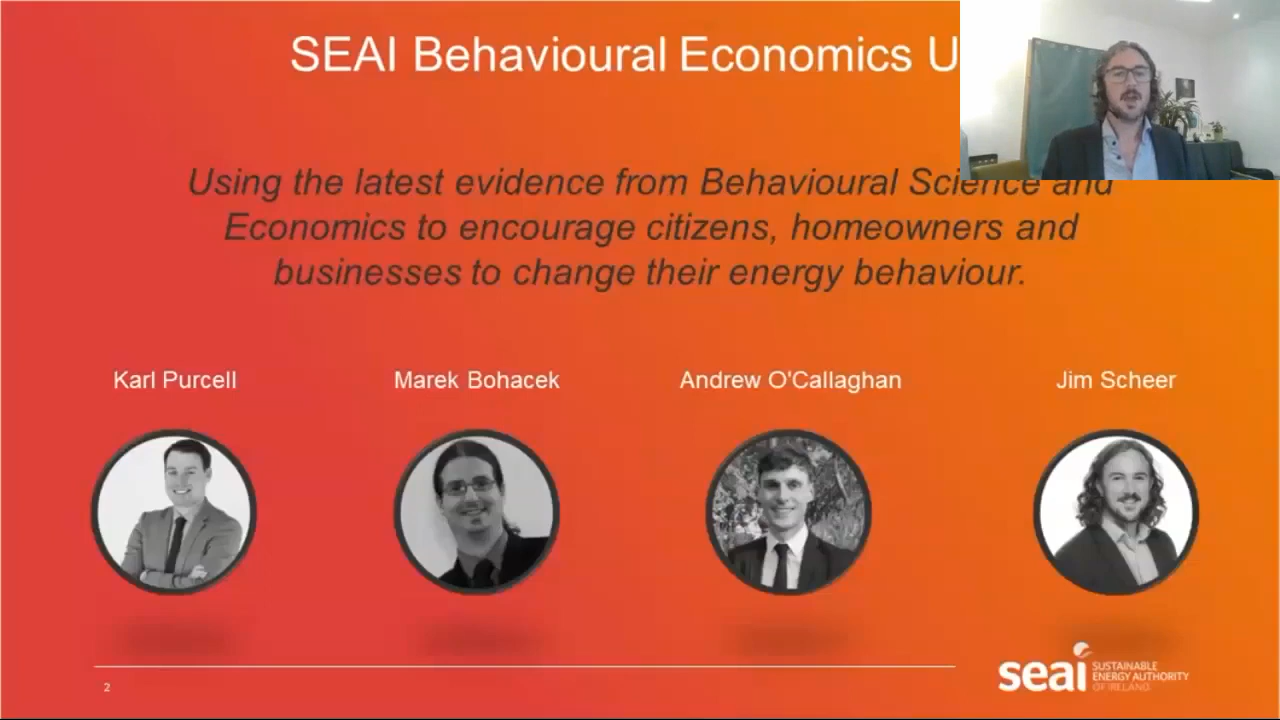 SEAI Behavioural Economics U
Using the latest evidence from Behavioural Science and
Economics to encourage citizens, homeowners and
businesses to change their energy behaviour.
Karl Purcell
Marek Bohacek
Andrew O'Callaghan
Jim Scheer
2
seai
SUSTAINABLE
ENERGY AUTHORITY
OF IRELAND